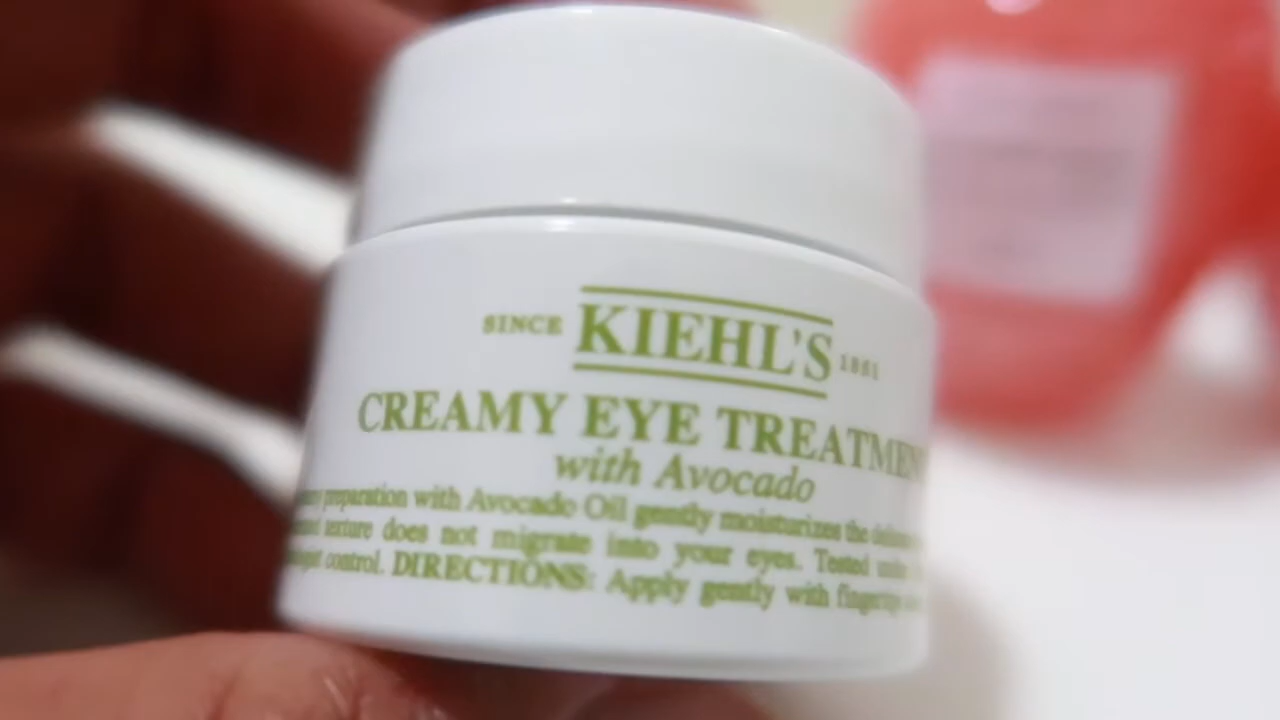 SINCE KIEHL'S 1851
CREAMY EYE TREATMEN
with Avocado
preparation with Avocado Oil gently moisturizes the
texture does not migrate into your eyes. Tested
control. DIRECTIONS: Apply gently with